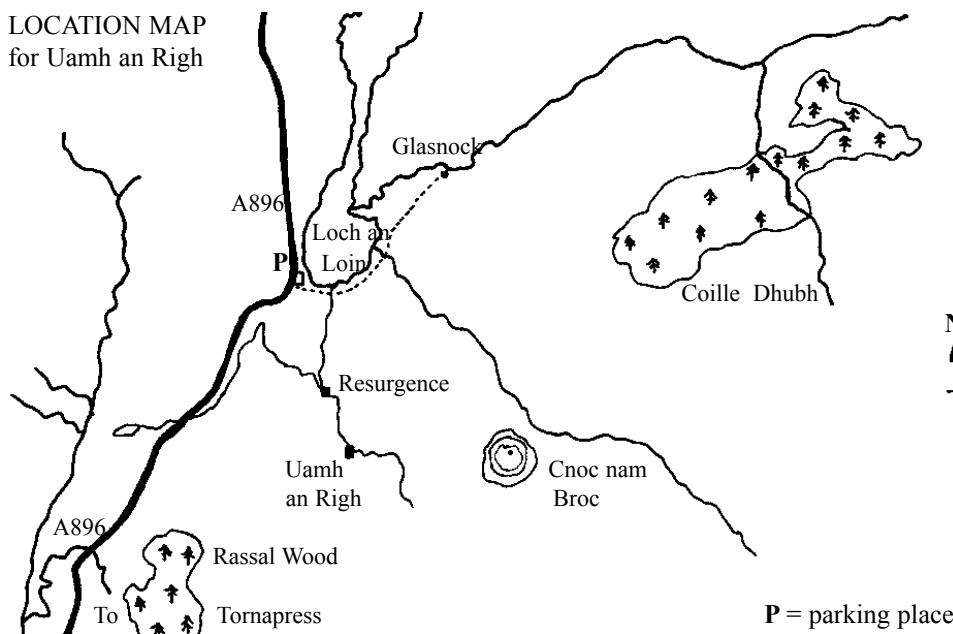 LOCATION MAP
for Uamh an Righ
Glasnock
A896
Loch an
Loin
P
Coille Dhubh
N
Resurgence
Uamh
an Righ
Cnoc nam
Broc
A896
Rassal Wood
To Tornapress
P = parking place